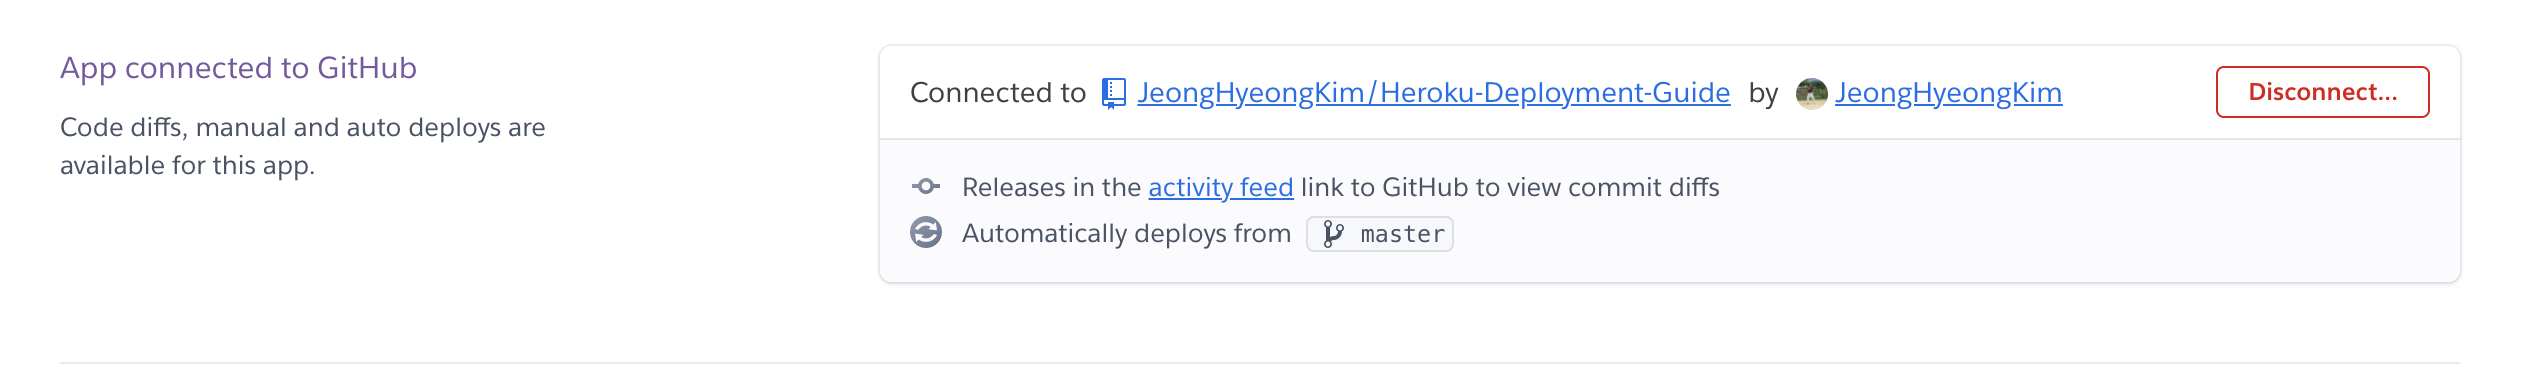 App connected to GitHub
Code diffs, manual and auto deploys are
available for this app.
Connected to JeongHyeongKim/Heroku-Deployment-Guide by JeongHyeongKim Disconnect...
Releases in the activity feed link to GitHub to view commit diffs
Automatically deploys from master